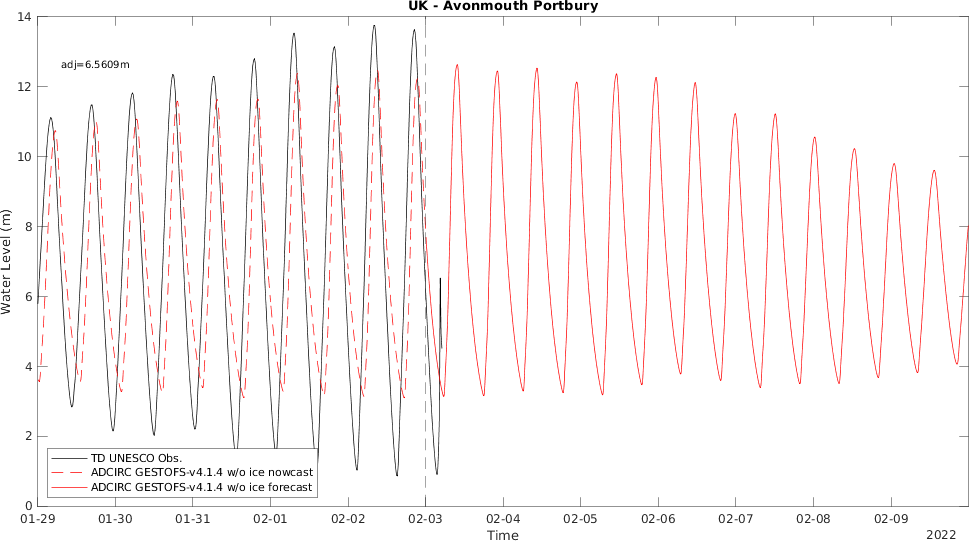 UK - Avonmouth Portbury
14
adj=6.5609m
12
10
8
Water Level (m)
6
4
2
0
TD UNESCO Obs.
ADCIRC GESTOFS-v4.1.4 w/o ice nowcast
ADCIRC GESTOFS-v4.1.4 w/o ice forecast
01-29 01-30 01-31 02-01 02-02 02-03 02-04 02-05 02-06 02-07 02-08 02-09
Time
2022